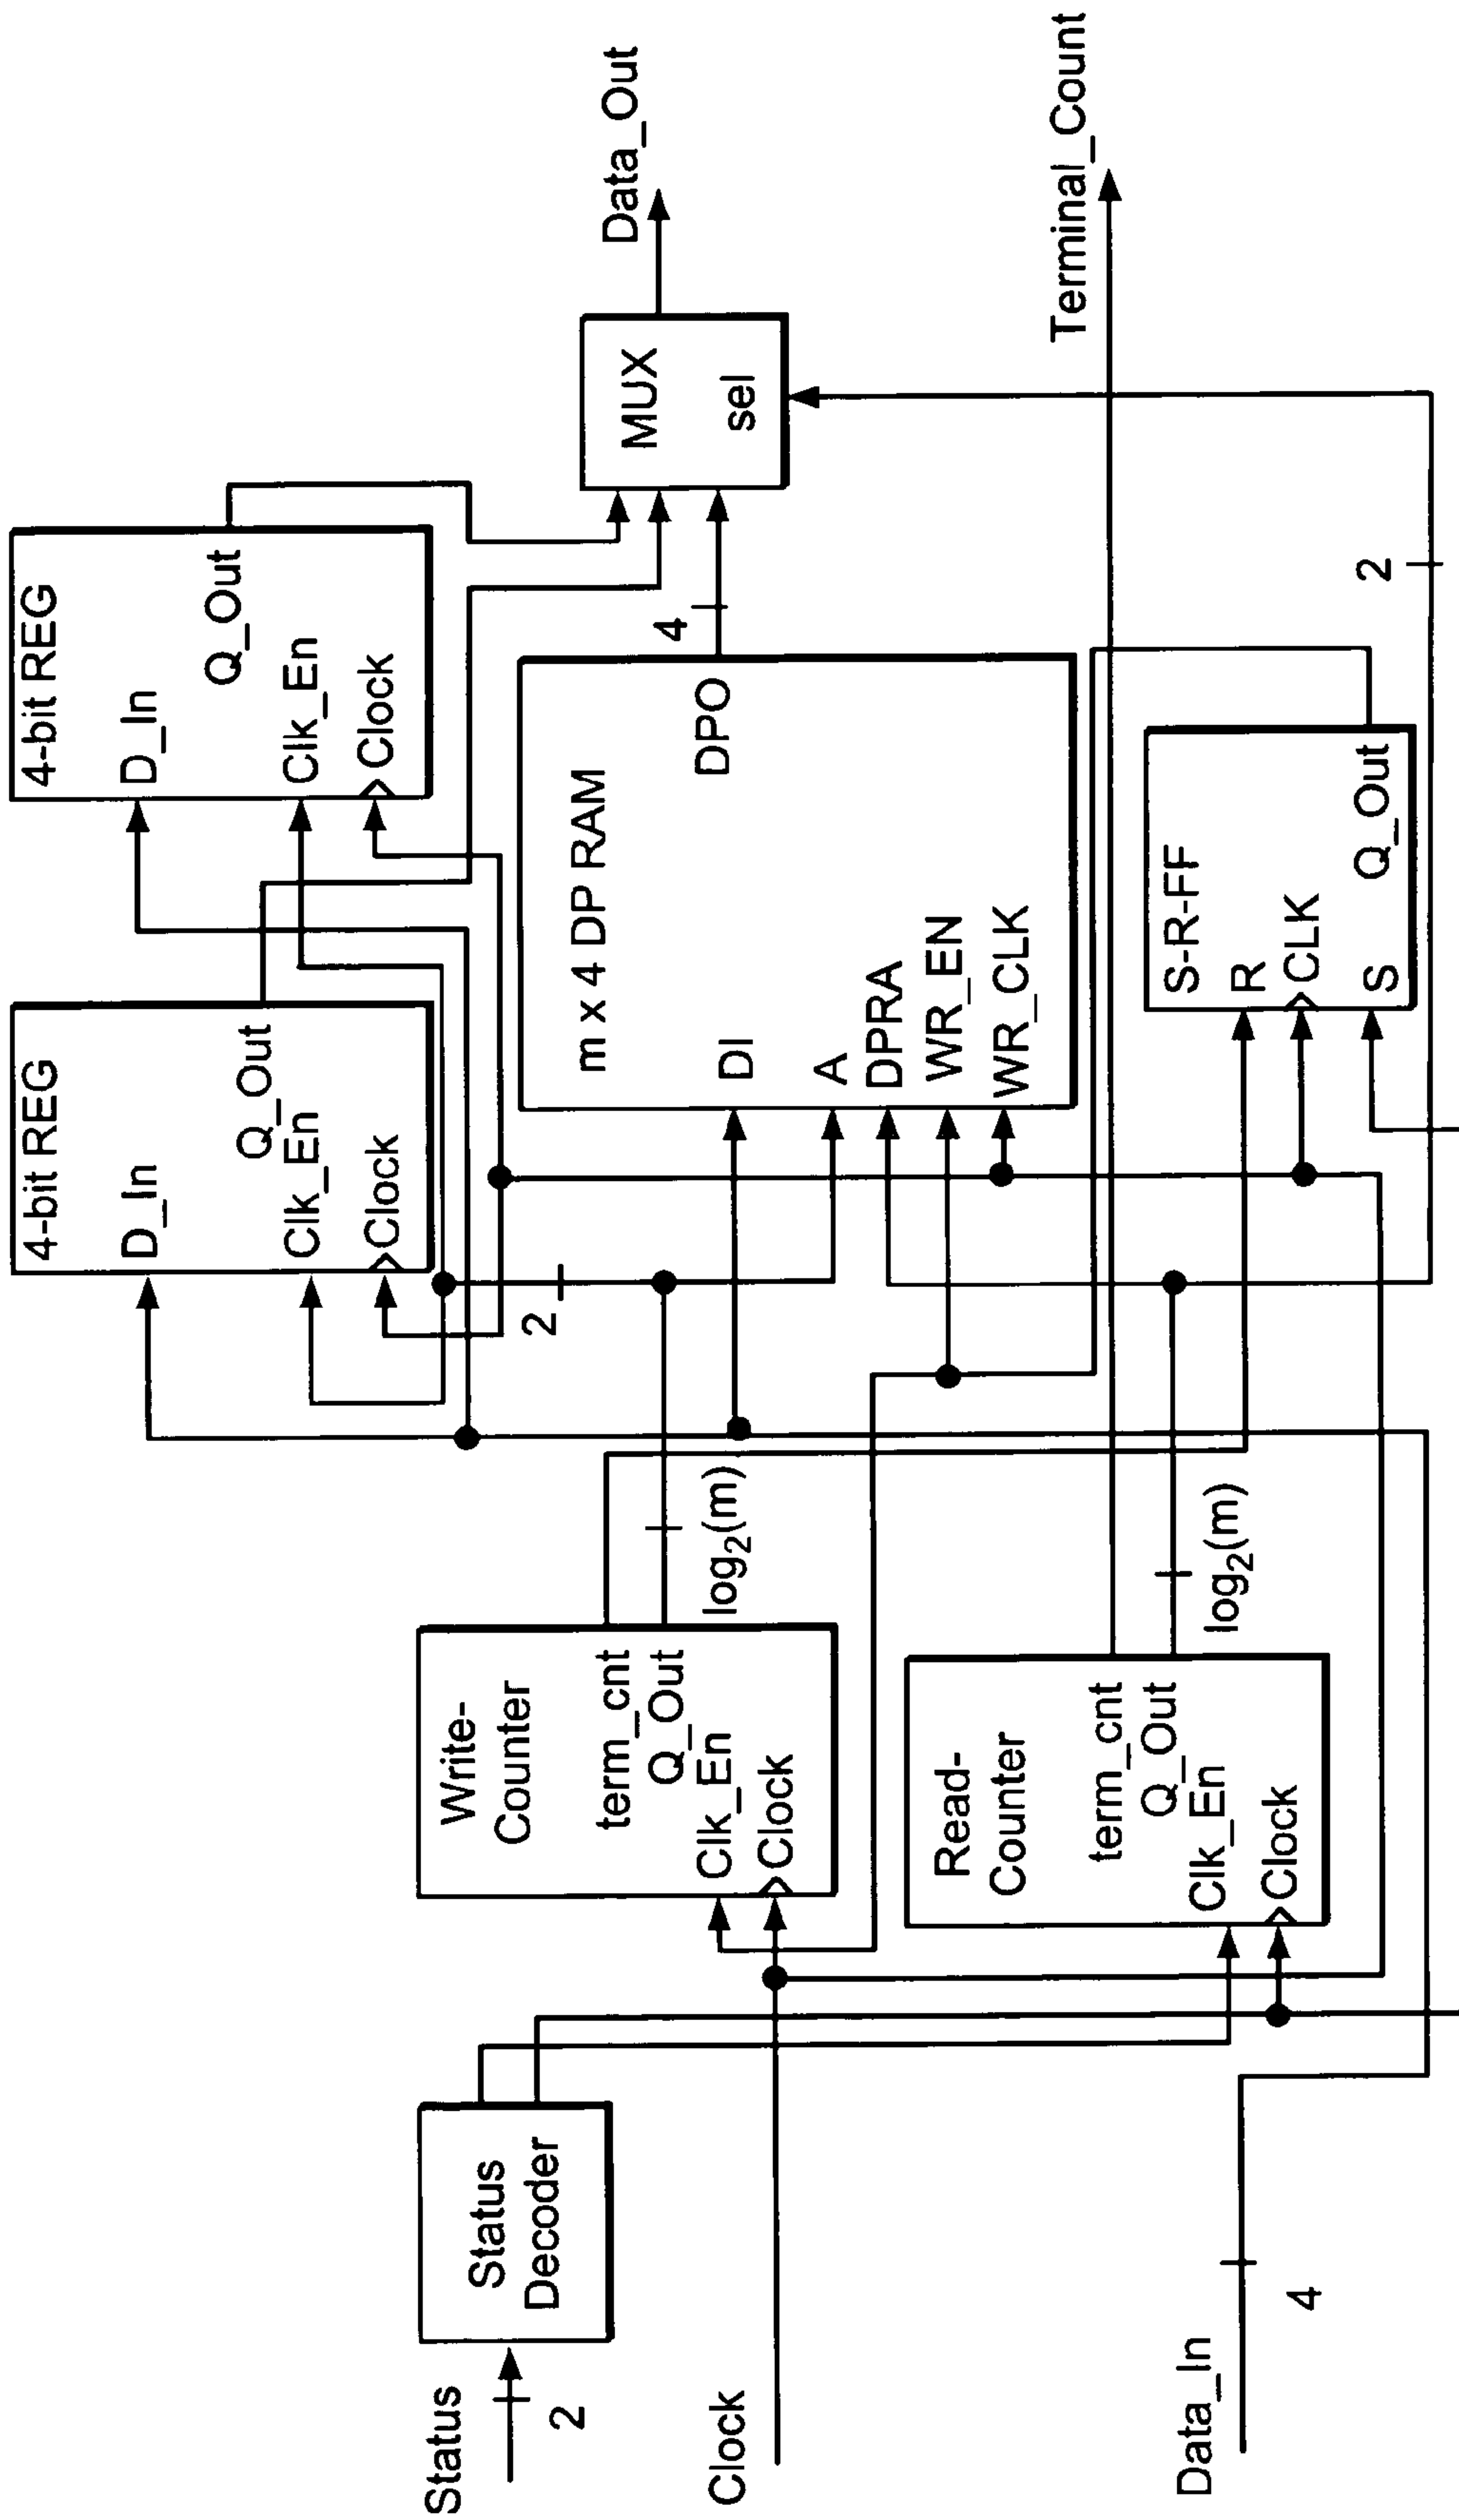 Status
2
Status
Decoder
Clock
Data_In
4
Write-
Counter
term_cnt
Q_Out
Clk_En
Clock
log₂(m)
Read-
Counter
term_cnt
Q_Out
Clk_En
Clock
log₂(m)
4-bit REG
D_In
Q_Out
Clk_En
Clock
2
4-bit REG
D_In
Q_Out
Clk_En
Clock
m x 4 DP RAM
DI
DPO
A
DPRA
WR_EN
WR_CLK
4
S-R-FF
R
CLK
S
Q_Out
2
MUX
sel
Data_Out
Terminal_Count